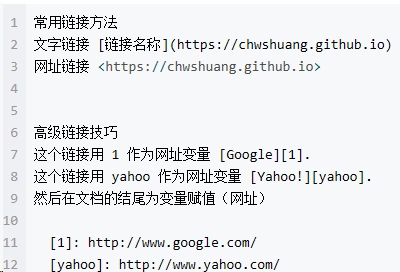 1 常用链接方法
2 文字链接 [链接名称](https://chwshuang.github.io)
3 网址链接 <https://chwshuang.github.io>
4
5
6 高级链接技巧
7 这个链接用 1 作为网址变量 [Google][1].
8 这个链接用 yahoo 作为网址变量 [Yahoo!][yahoo].
9 然后在文档的结尾为变量赋值（网址）
10
11   [1]: http://www.google.com/
12   [yahoo]: http://www.yahoo.com/